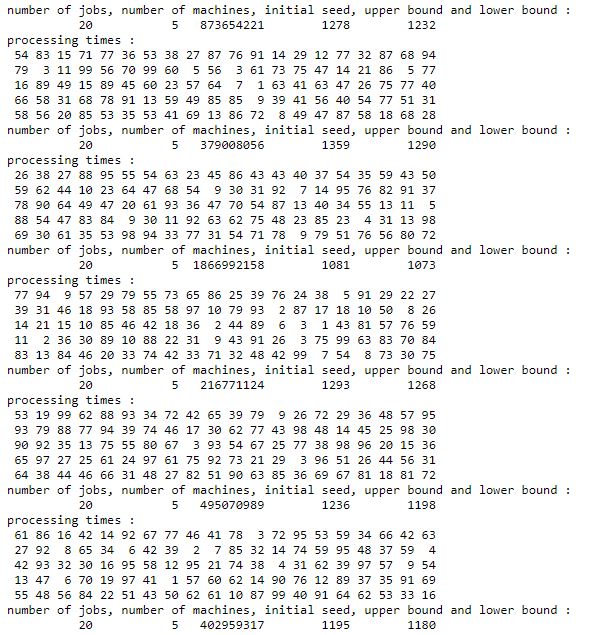 number of jobs, number of machines, initial seed, upper bound and lower bound :
20 5 873654221 1278 1232
processing times :
54 83 15 71 77 36 53 38 27 87 76 91 14 29 12 77 32 87 68 94
79 3 11 99 56 70 99 60 5 56 3 61 73 75 47 14 21 86 5 77
16 89 49 15 89 45 60 23 57 64 7 1 63 41 63 47 26 75 77 40
66 58 31 68 78 91 13 59 49 85 85 9 39 41 56 40 54 77 51 31
58 56 20 85 53 35 53 41 69 13 86 72 8 49 47 87 58 18 68 28
number of jobs, number of machines, initial seed, upper bound and lower bound :
20 5 379008056 1359 1290
processing times :
26 38 27 88 95 55 54 63 23 45 86 43 43 40 37 54 35 59 43 50
59 62 44 10 23 64 47 68 54 9 30 31 92 7 14 95 76 82 91 37
78 90 64 49 47 20 61 93 36 47 70 54 87 13 40 34 55 13 11 5
88 54 47 83 84 9 30 11 92 63 62 75 48 23 85 23 4 31 13 98
69 30 61 35 53 98 94 33 77 31 54 71 78 9 79 51 76 56 80 72
number of jobs, number of machines, initial seed, upper bound and lower bound :
20 5 1866992158 1081 1073
processing times :
77 94 9 57 29 79 55 73 65 86 25 39 76 24 38 5 91 29 22 27
39 31 46 18 93 58 85 58 97 10 79 93 2 87 17 18 10 50 8 26
14 21 15 10 85 46 42 18 36 2 44 89 6 3 1 43 81 57 76 59
11 2 36 30 89 10 88 22 31 9 43 91 26 3 75 99 63 83 70 84
83 13 84 46 20 33 74 42 33 71 32 48 42 99 7 54 8 73 30 75
number of jobs, number of machines, initial seed, upper bound and lower bound :
20 5 216771124 1293 1268
processing times :
53 19 99 62 88 93 34 72 42 65 39 79 9 26 72 29 36 48 57 95
93 79 88 77 94 39 74 46 17 30 62 77 43 98 48 14 45 25 98 30
90 92 35 13 75 55 80 67 3 93 54 67 25 77 38 98 96 20 15 36
65 97 27 25 61 24 97 61 75 92 73 21 29 3 96 51 26 44 56 31
64 38 44 46 66 31 48 27 82 51 90 63 85 36 69 67 81 18 81 72
number of jobs, number of machines, initial seed, upper bound and lower bound :
20 5 495070989 1236 1198
processing times :
61 86 16 42 14 92 67 77 46 41 78 3 72 95 53 59 34 66 42 63
27 92 8 65 34 6 42 39 2 7 85 32 14 74 59 95 48 37 59 4
42 93 32 30 16 95 58 12 95 21 74 38 4 31 62 39 97 57 9 54
13 47 6 70 19 97 41 1 57 60 62 14 90 76 12 89 37 35 91 69
55 48 56 84 22 51 43 50 62 61 10 87 99 40 91 64 62 53 33 16
number of jobs, number of machines, initial seed, upper bound and lower bound :
20 5 402959317 1195 1180